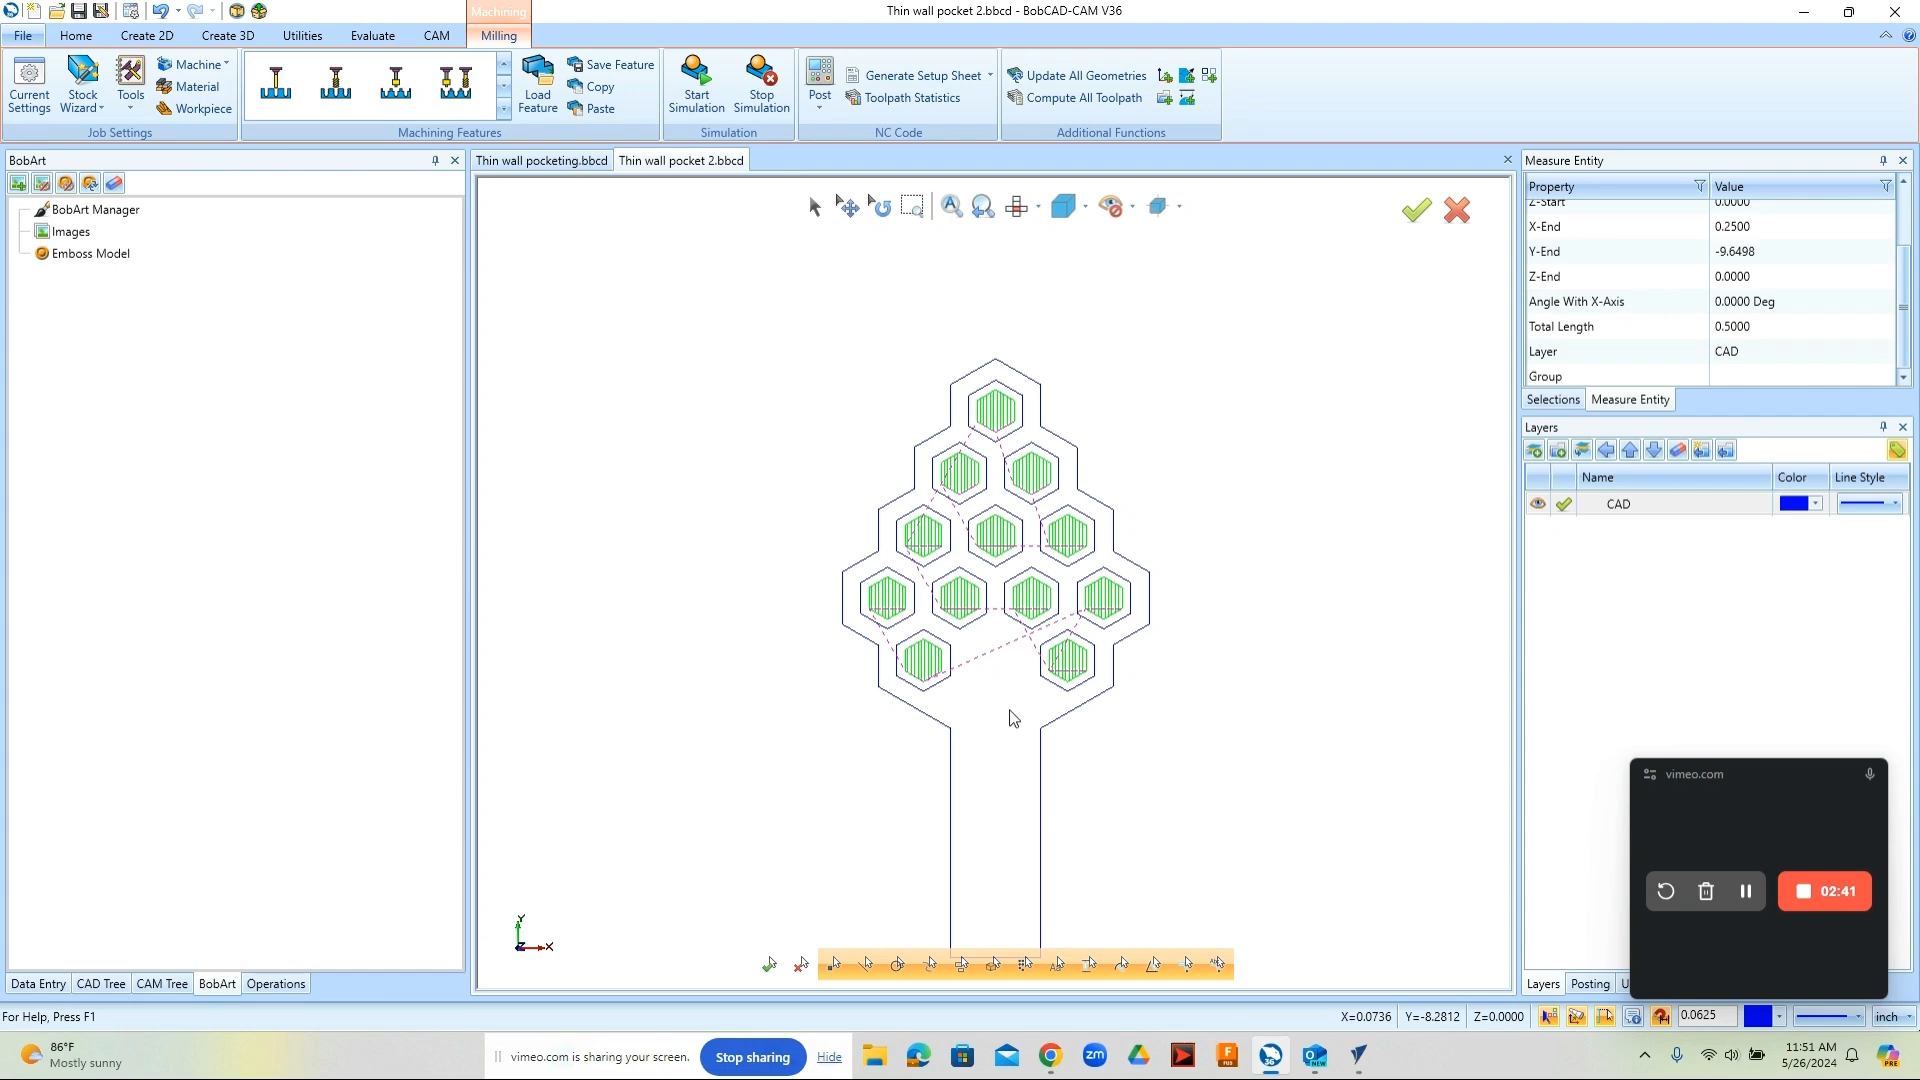 Machining
Thin wall pocket 2.bbcd - BobCAD-CAM V36
File Home Create 2D Create 3D Utilities Evaluate CAM Milling
Current Settings
Stock Wizard
Tools
Machine
Material
Workpiece
Job Settings
Load Feature
Save Feature
Copy
Paste
Machining Features
Start Simulation
Stop Simulation
Simulation
Post
Generate Setup Sheet
Toolpath Statistics
NC Code
Update All Geometries
Compute All Toolpath
Additional Functions
BobArt
BobArt Manager
Images
Emboss Model
Thin wall pocketing.bbcd
Thin wall pocket 2.bbcd
Y
Z
X
Measure Entity
Property Value
Z-Start 0.0000
X-End 0.2500
Y-End -9.6498
Z-End 0.0000
Angle With X-Axis 0.0000 Deg
Total Length 0.5000
Layer CAD
Group
Selections Measure Entity
Layers
Name Color Line Style
CAD
vimeo.com
02:41
Data Entry CAD Tree CAM Tree BobArt Operations
Layers Posting U
For Help, Press F1
X=0.0736 Y=-8.2812 Z=0.0000
0.0625
inch
86°F
Mostly sunny
vimeo.com is sharing your screen.
Stop sharing
Hide
zm
11:51 AM
5/26/2024